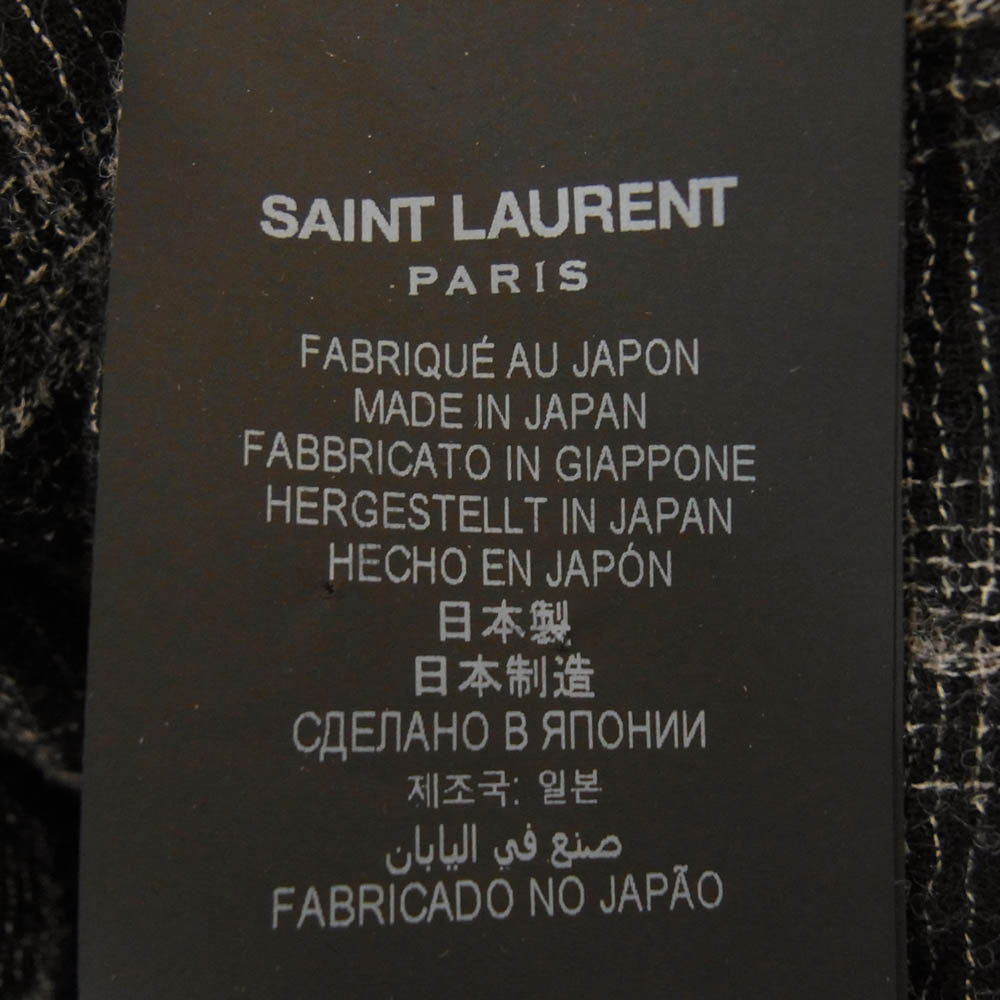 SAINT LAURENT
PARIS
FABRIQUÉ AU JAPON
MADE IN JAPAN
FABBRICATO IN GIAPPONE
HERGESTELLT IN JAPAN
HECHO EN JAPÓN
日本製
日本制造
СДЕЛАНО В ЯПОНИИ
제조국: 일본
صنع في اليابان
FABRICADO NO JAPÃO